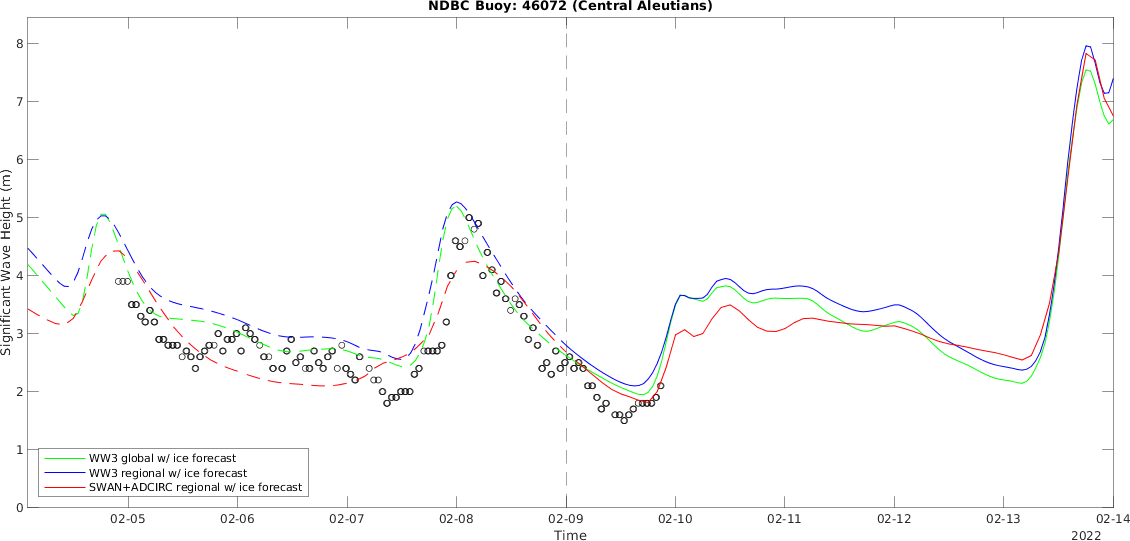 NDBC Buoy: 46072 (Central Aleutians)
8
7
6
5
4
3
2
1
0
Significant Wave Height (m)
WW3 global w/ ice forecast
WW3 regional w/ ice forecast
SWAN+ADCIRC regional w/ ice forecast
02-05 02-06 02-07 02-08 02-09 02-10 02-11 02-12 02-13 02-14
Time
2022